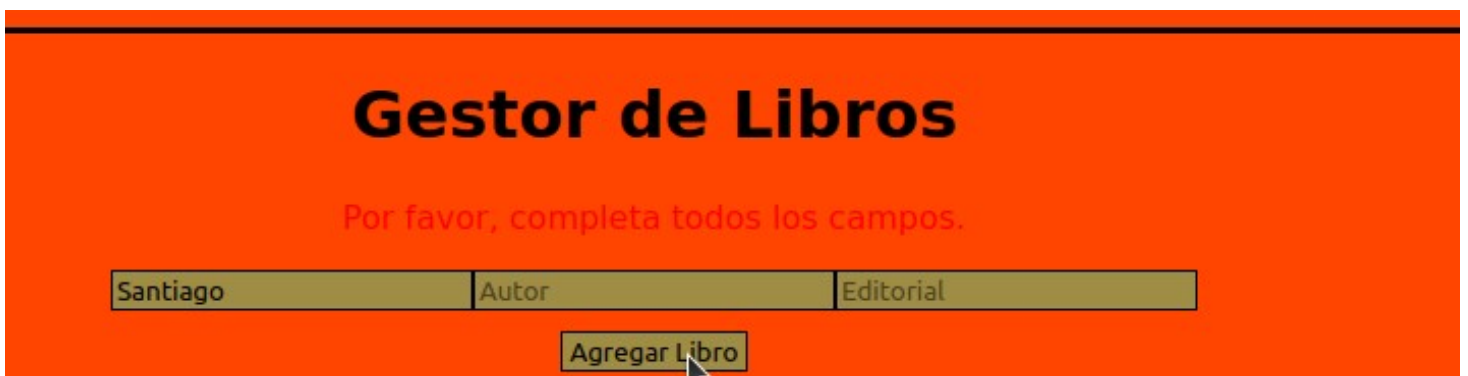 Gestor de Libros
Por favor, completa todos los campos.
Santiago Autor Editorial
Agregar Libro